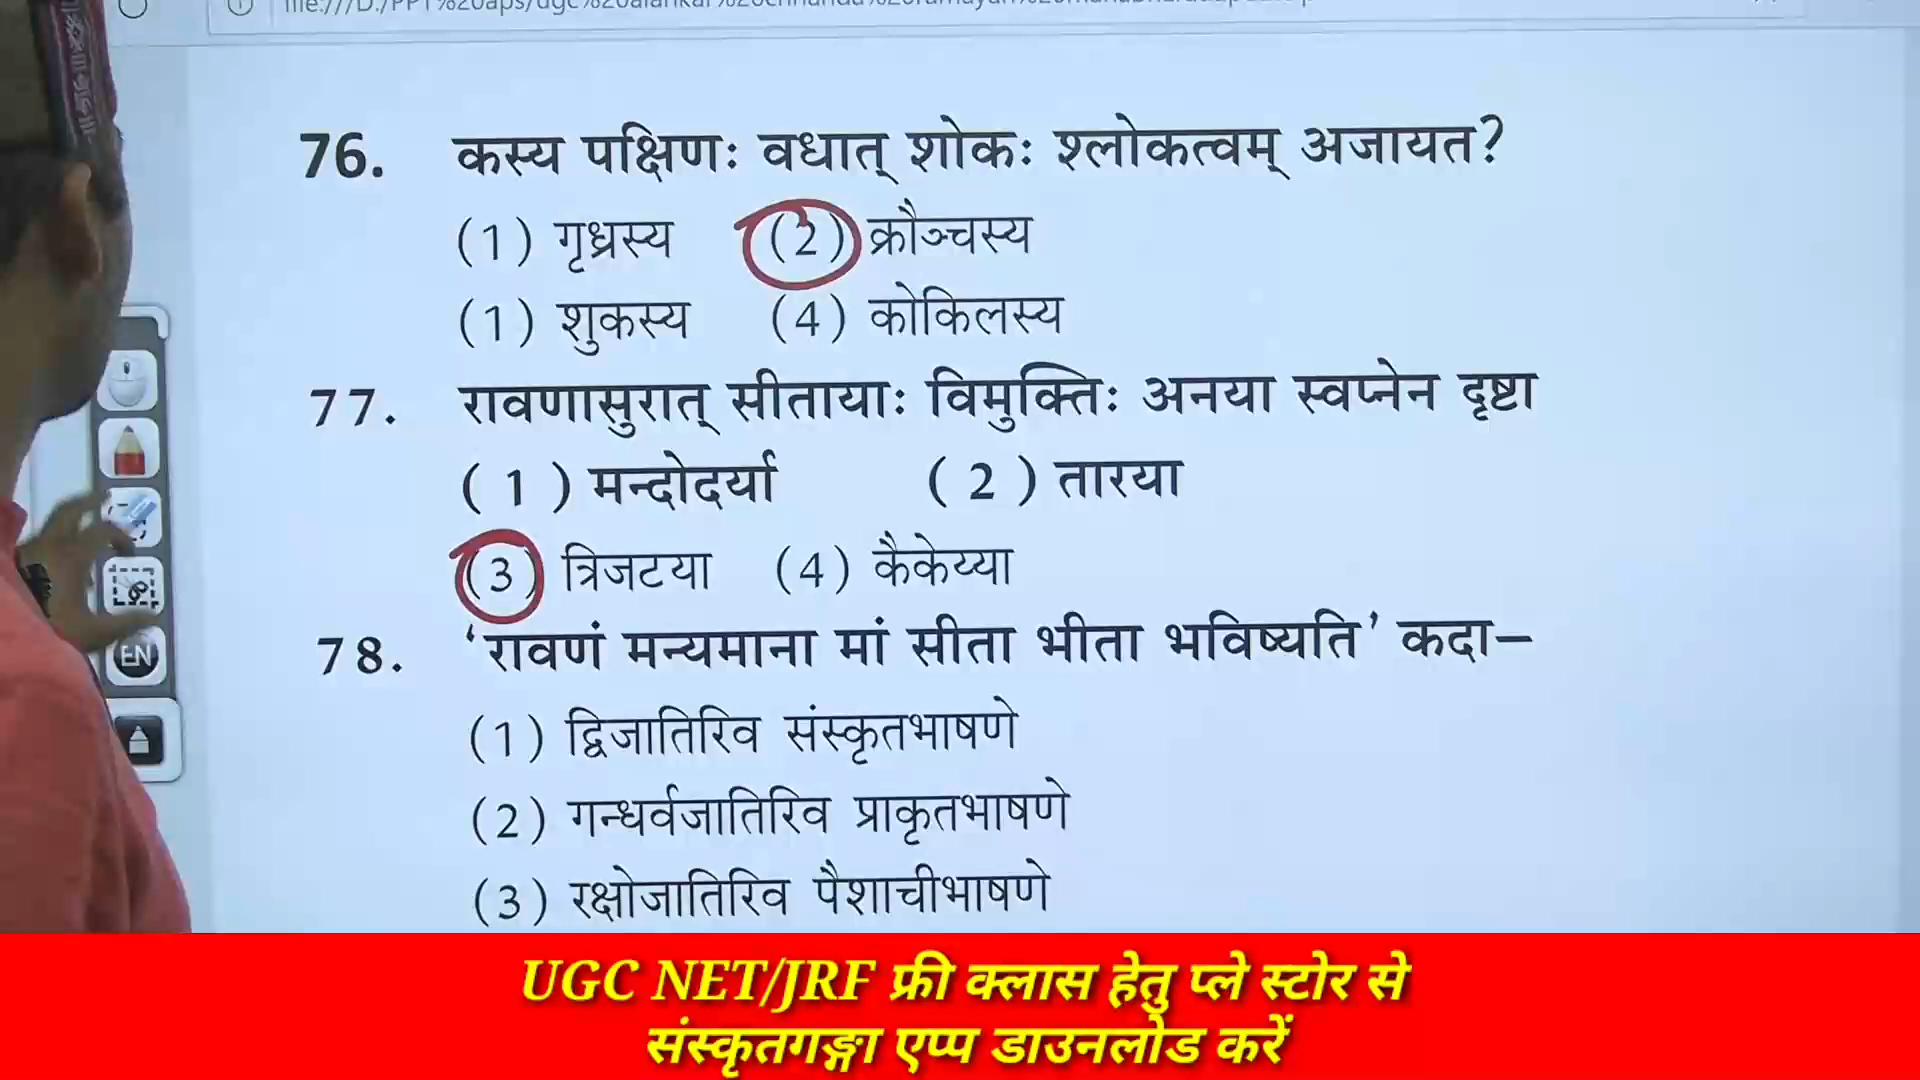 76. कस्य पक्षिणः वधात् शोकः श्लोकत्वम् अजायत?
(1) गृध्रस्य (2) क्रौञ्चस्य
(1) शुकस्य (4) कोकिलस्य
77. रावणासुरात् सीतायाः विमुक्तिः अनया स्वप्नेन दृष्टा
( 1 ) मन्दोदर्या ( 2 ) तारया
(3) त्रिजटया (4) कैकेय्या
78. ‘रावणं मन्यमाना मां सीता भीता भविष्यति’ कदा–
(1) द्विजातिरिव संस्कृतभाषणे
(2) गन्धर्वजातिरिव प्राकृतभाषणे
(3) रक्षोजातिरिव पैशाचीभाषणे
EN
UGC NET/JRF फ्री क्लास हेतु प्ले स्टोर से
संस्कृतगङ्गा एप्प डाउनलोड करें